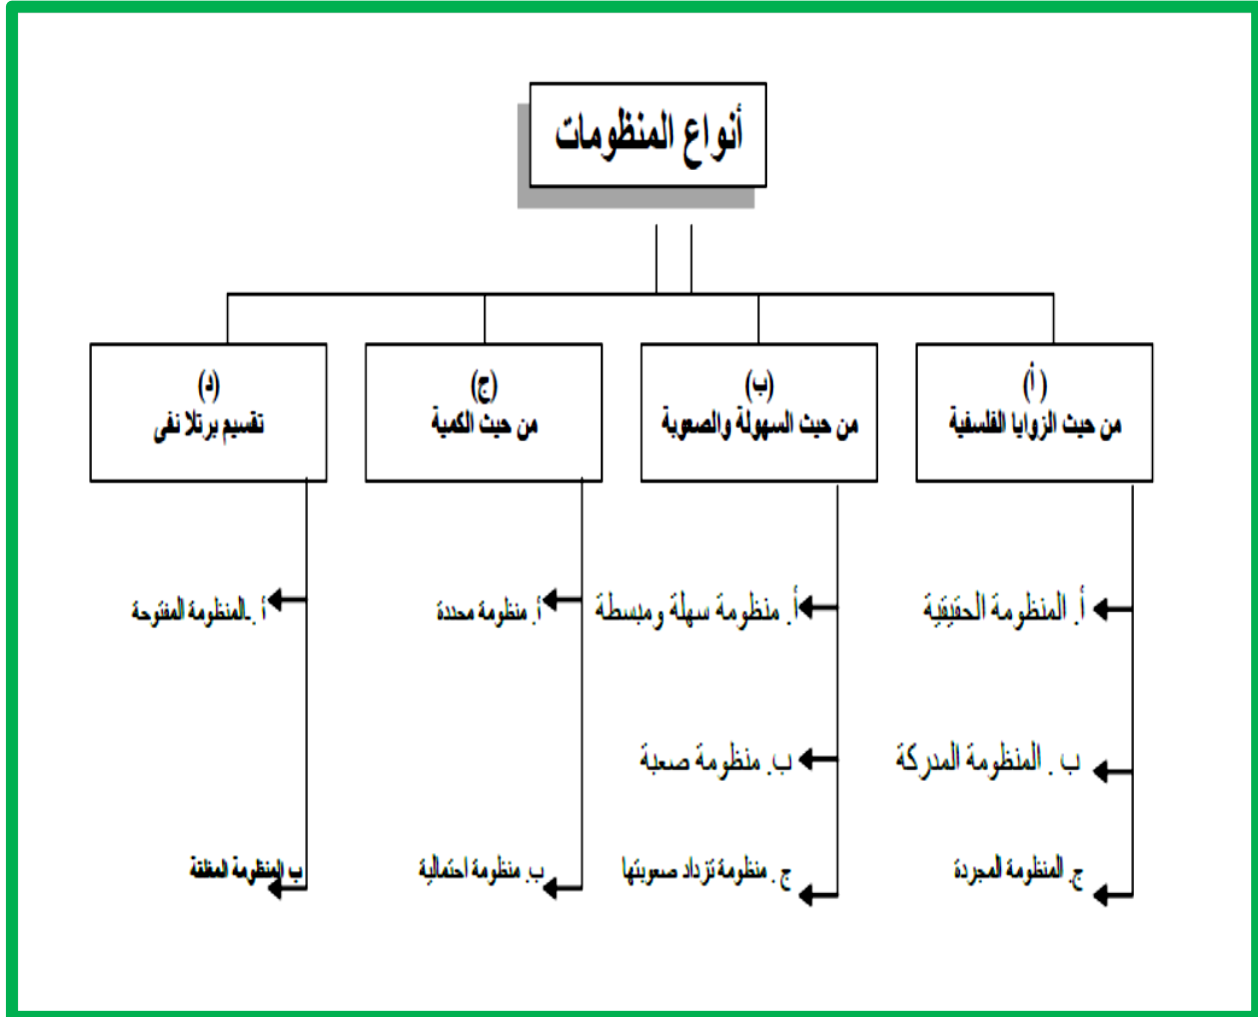 أنواع المنظومات
(أ)
من حيث الزوايا الفلسفية
(ب)
من حيث السهولة والصعوبة
(ج)
من حيث الكمية
(د)
تقسيم برتلا نفى
أ. المنظومة الحقيقية
ب . المنظومة المدركة
ج. المنظومة المجردة
أ. منظومة سهلة ومبسطة
ب. منظومة صعبة
ج . منظومة تزداد صعوبتها
أ. منظومة محددة
ب. منظومة احتمالية
أ .المنظومة المفتوحة
ب المنظومة المغلقة